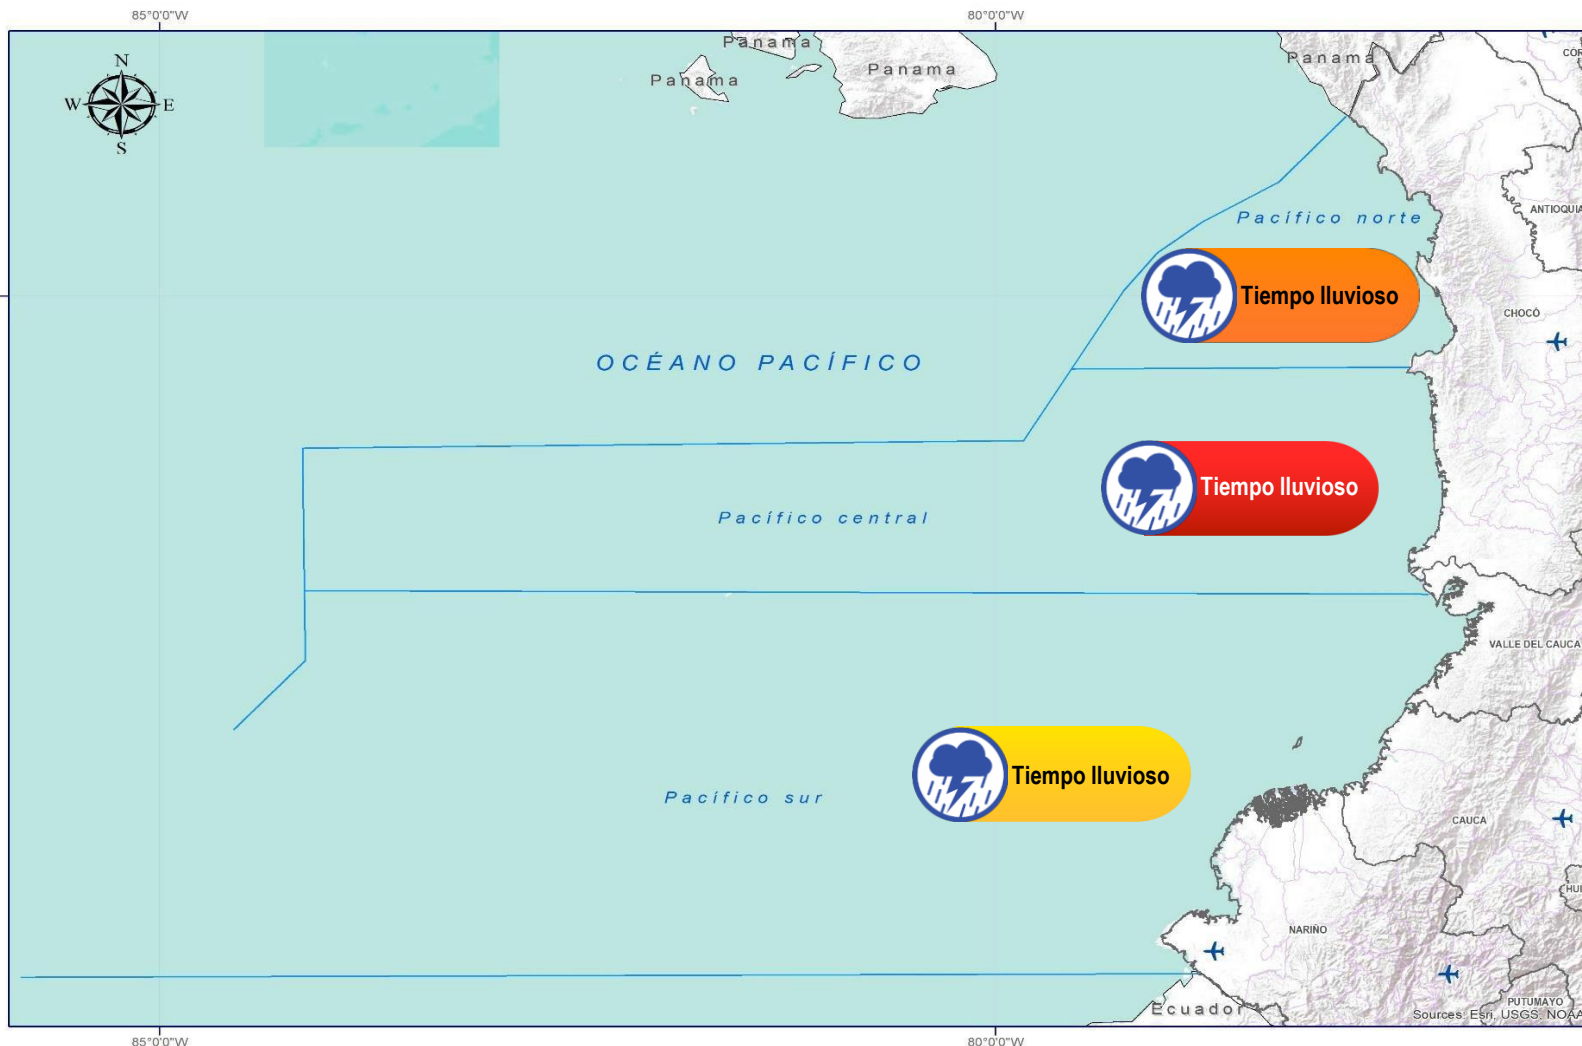 85°0'0"W
80°0'0"W
N
W
E
S
Panama
Panama
Panama
Panama
COR
Pacífico norte
ANTIOQUIA
Tiempo lluvioso
CHOCÓ
OCÉANO PACÍFICO
Tiempo lluvioso
Pacífico central
VALLE DEL CAUCA
Tiempo lluvioso
Pacífico sur
CAUCA
HUI
NARIÑO
PUTUMAYO
Ecuador
Sources: Esri, USGS, NOAA
85°0'0"W
80°0'0"W